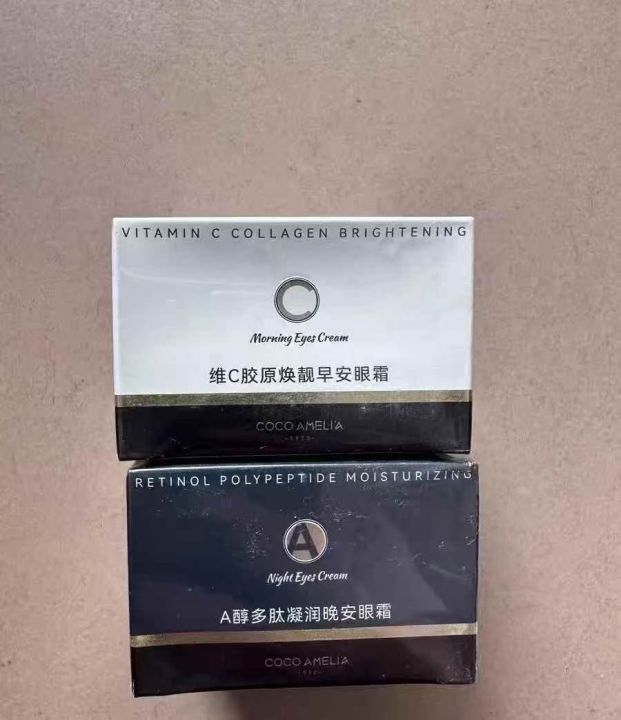 VITAMIN C COLLAGEN BRIGHTENING
C
Morning Eyes Cream
维C胶原焕靓早安眼霜
COCO AMELIA
RETINOL POLYPEPTIDE MOISTURIZING
A
Night Eyes Cream
A醇多肽凝润晚安眼霜
COCO AMELIA